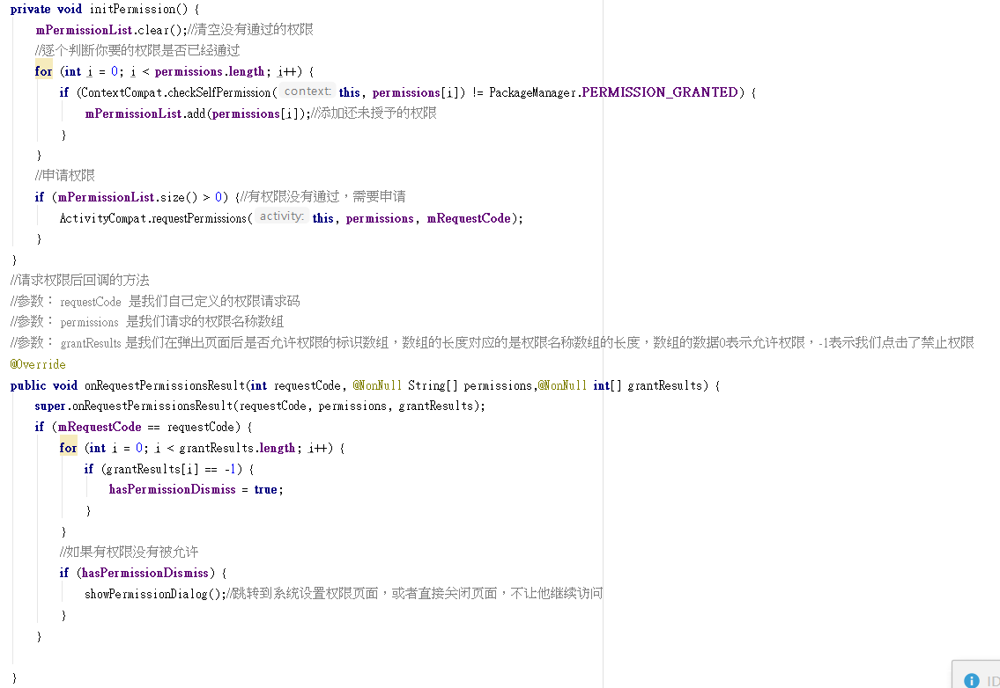 private void initPermission() {
mPermissionList.clear();//清空没有通过的权限
//逐个判断你要的权限是否已经通过
for (int i = 0; i < permissions.length; i++) {
if (ContextCompat.checkSelfPermission( context: this, permissions[i]) != PackageManager.PERMISSION_GRANTED) {
mPermissionList.add(permissions[i]);//添加还未授予的权限
}
}
//申请权限
if (mPermissionList.size() > 0) {//有权限没有通过，需要申请
ActivityCompat.requestPermissions( activity: this, permissions, mRequestCode);
}
}
//请求权限后回调的方法
//参数： requestCode 是我们自己定义的权限请求码
//参数： permissions 是我们请求的权限名称数组
//参数： grantResults 是我们在弹出页面后是否允许权限的标识数组，数组的长度对应的是权限名称数组的长度，数组的数据0表示允许权限，-1表示我们点击了禁止权限
@Override
public void onRequestPermissionsResult(int requestCode, @NonNull String[] permissions,@NonNull int[] grantResults) {
super.onRequestPermissionsResult(requestCode, permissions, grantResults);
if (mRequestCode == requestCode) {
for (int i = 0; i < grantResults.length; i++) {
if (grantResults[i] == -1) {
hasPermissionDismiss = true;
}
}
//如果有权限没有被允许
if (hasPermissionDismiss) {
showPermissionDialog();//跳转到系统设置权限页面，或者直接关闭页面，不让他继续访问
}
}
}
ID